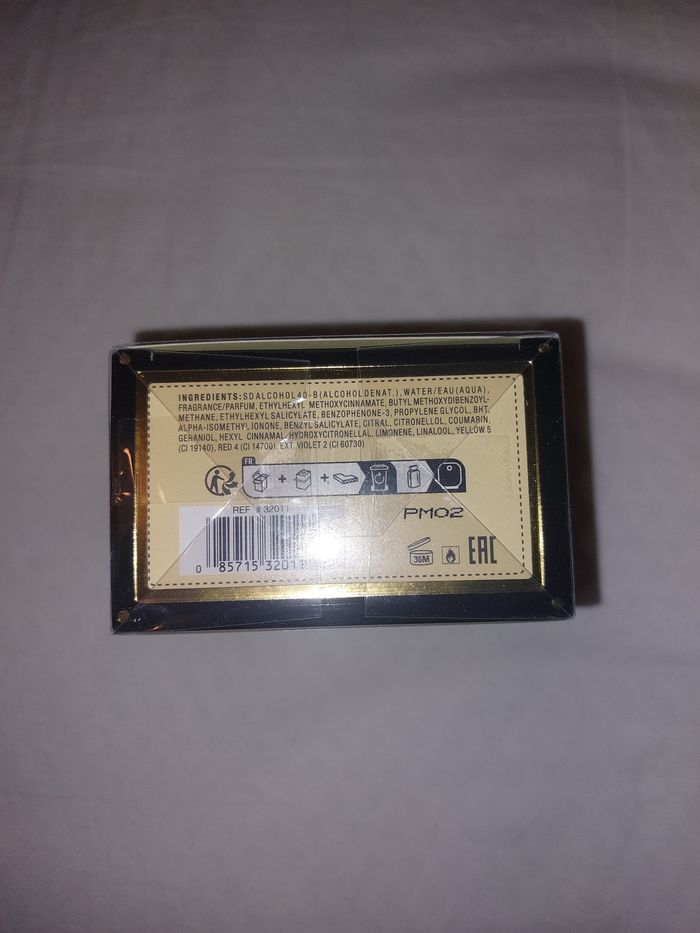 INGREDIENTS: SD ALCOHOL 40-B (ALCOHOL DENAT.), WATER/EAU (AQUA),
FRAGRANCE/PARFUM, ETHYLHEXYL METHOXYCINNAMATE, BUTYL METHOXYDIBENZOYL-
METHANE, ETHYLHEXYL SALICYLATE, BENZOPHENONE-3, PROPYLENE GLYCOL, BHT,
ALPHA-ISOMETHYL IONONE, BENZYL SALICYLATE, CITRAL, CITRONELLOL, COUMARIN,
GERANIOL, HEXYL CINNAMAL, HYDROXYCITRONELLAL, LIMONENE, LINALOOL, YELLOW 5
(CI 19140), RED 4 (CI 14700), EXT. VIOLET 2 (CI 60730)
FR
+ +
REF # 32011
PM02
36M
EAC
0 85715 32011